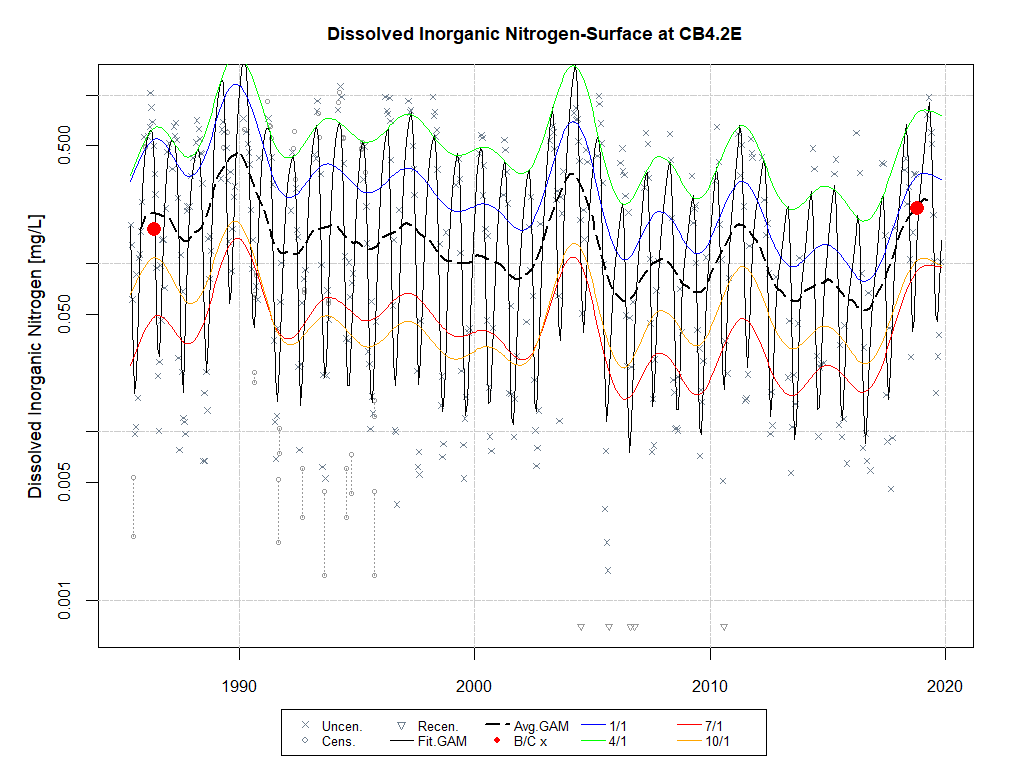 Dissolved Inorganic Nitrogen-Surface at CB4.2E
Dissolved Inorganic Nitrogen [mg/L]
0.500
0.050
0.005
0.001
1990 2000 2010 2020
Uncen. Recen. Avg.GAM 1/1 7/1
Cens. Fit.GAM B/C x 4/1 10/1